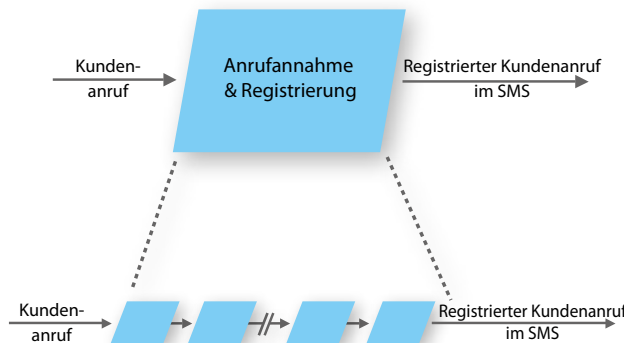 Kunden-
anruf
Anrufannahme
& Registrierung
Registrierter Kundenanruf
im SMS
Kunden-
anruf
Registrierter Kundenanruf
im SMS